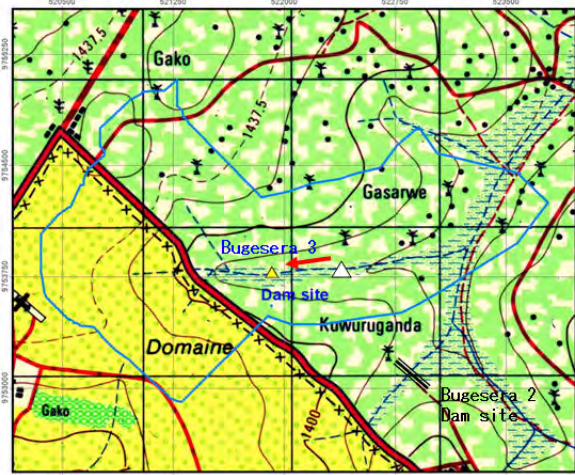 520500 521250 522000 522750 523500
9755250
1437.5
Gako
1437.5
9754500
Gasarwe
Bugesera 3
9753750
Dam site
Kuwuruganda
Domaine
9753000
Bugesera 2
Dam site
Gako
1400